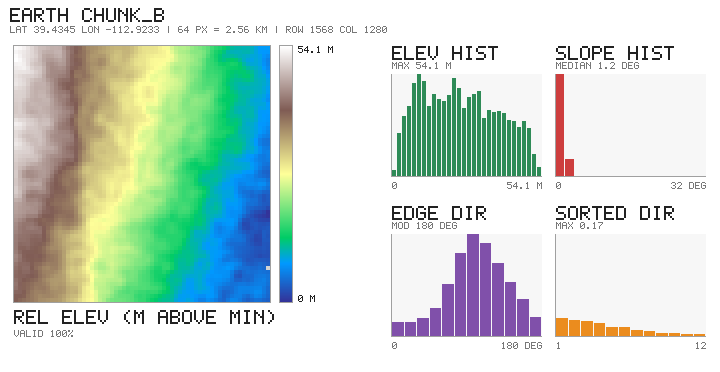 EARTH CHUNK_B
LAT 39.4345 LON -112.9233 | 64 PX = 2.56 KM | ROW 1568 COL 1280
54.1 M
0 M
REL ELEV (M ABOVE MIN)
VALID 100%
ELEV HIST
MAX 54.1 M
0 54.1 M
SLOPE HIST
MEDIAN 1.2 DEG
0 32 DEG
EDGE DIR
MOD 180 DEG
0 180 DEG
SORTED DIR
MAX 0.17
1 12